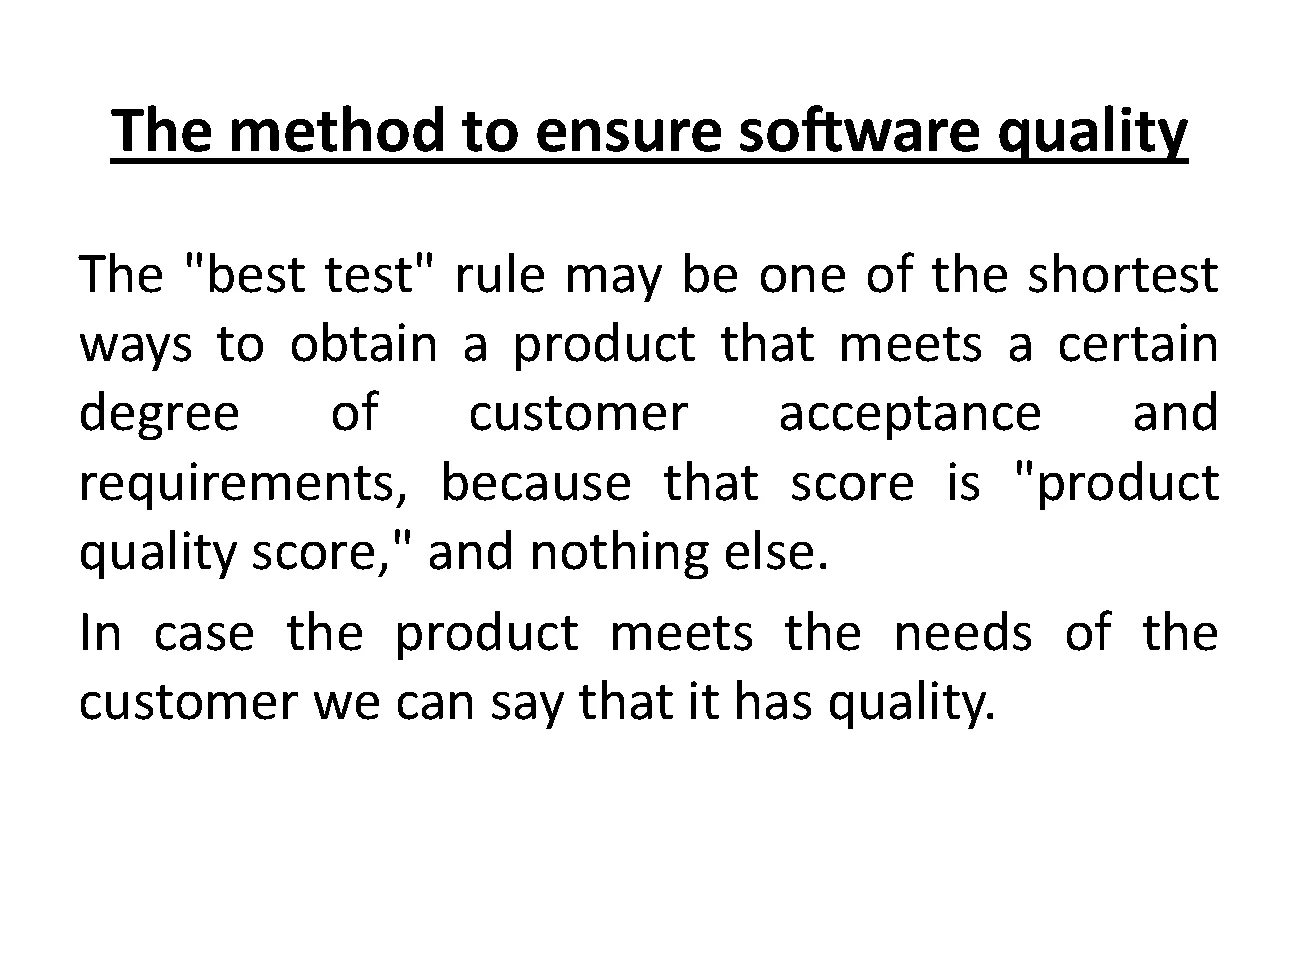 The method to ensure software quality
The "best test" rule may be one of the shortest
ways to obtain a product that meets a certain
degree of customer acceptance and
requirements, because that score is "product
quality score," and nothing else.
In case the product meets the needs of the
customer we can say that it has quality.